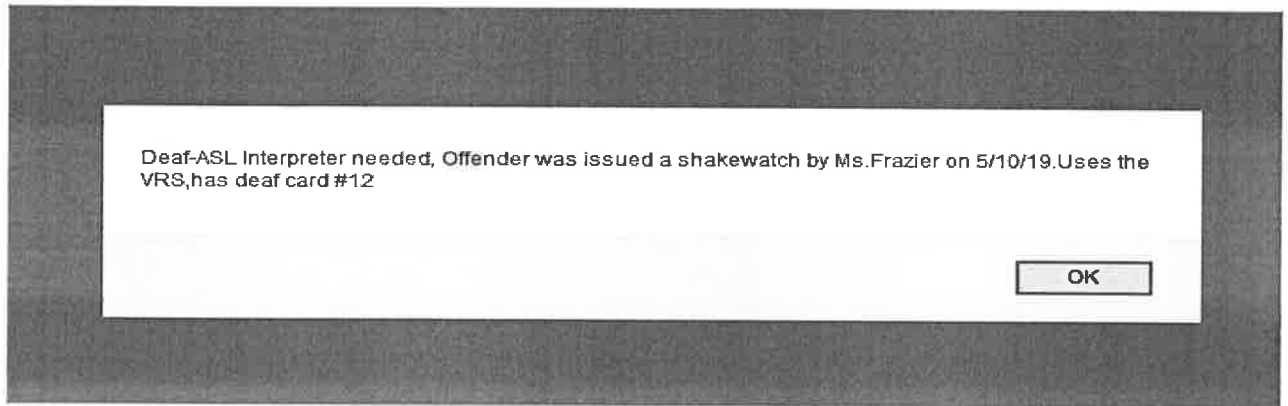 Deaf-ASL Interpreter needed, Offender was issued a shakewatch by Ms.Frazier on 5/10/19.Uses the
VRS,has deaf card #12
OK